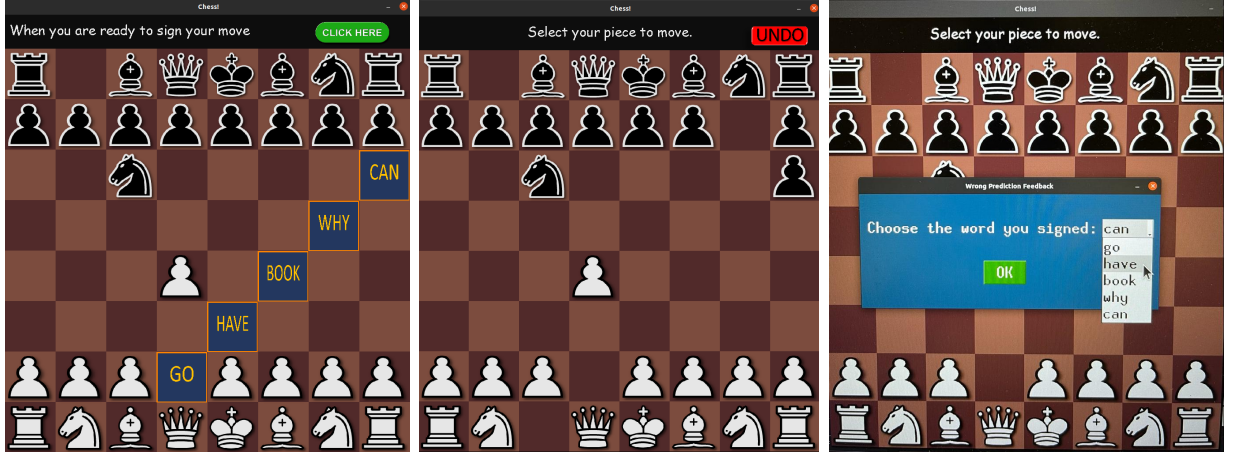 Chess!
When you are ready to sign your move
CLICK HERE
CAN
WHY
BOOK
HAVE
GO
Chess!
Select your piece to move.
UNDO
Chess!
Select your piece to move.
Wrong Prediction Feedback
Choose the word you signed: can
go
have
book
why
can
OK